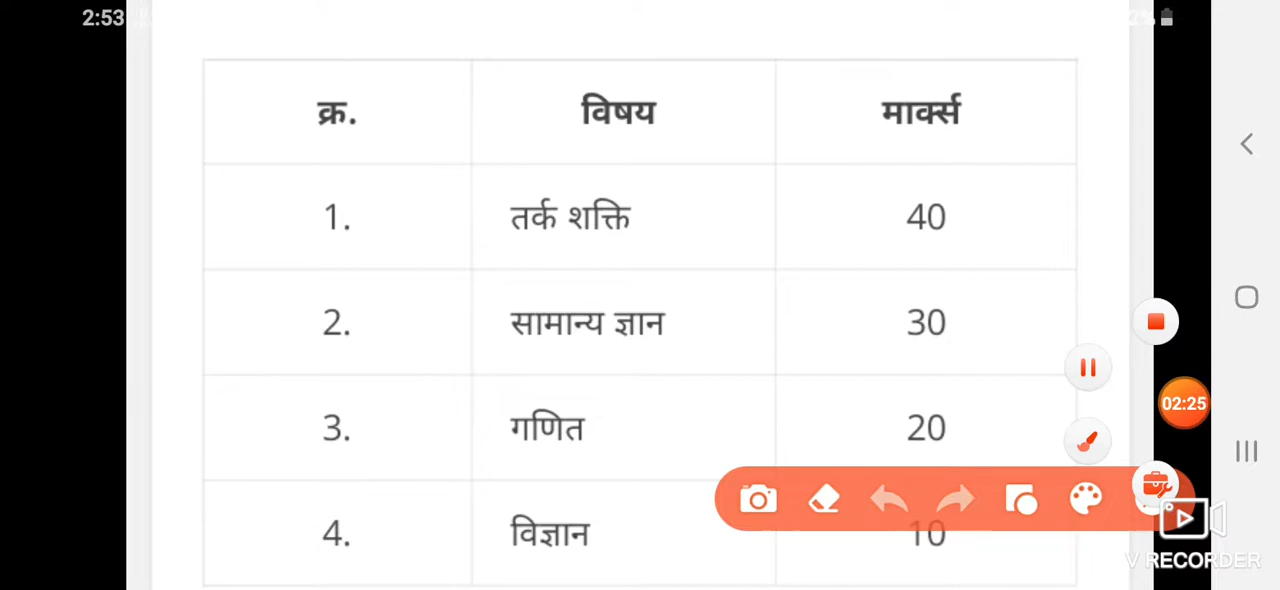 2:53
क्र. विषय मार्क्स
1. तर्क शक्ति 40
2. सामान्य ज्ञान 30
3. गणित 20
02:25
4. विज्ञान 10
V RECORDER